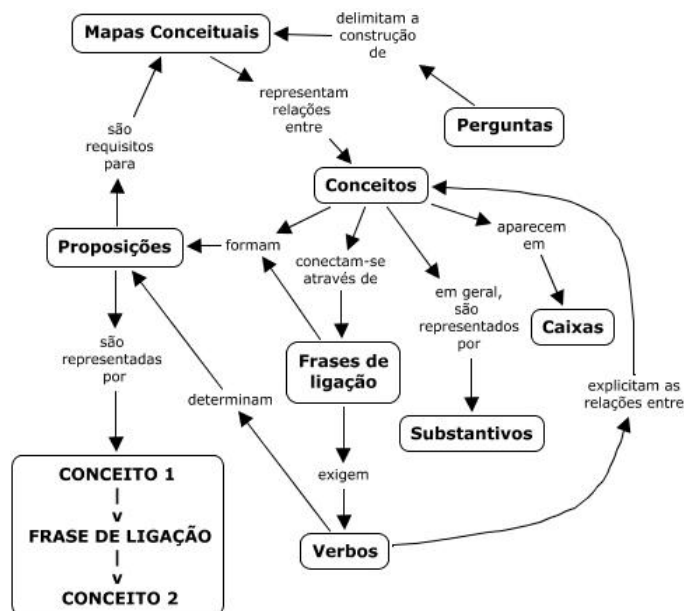 Mapas Conceituais
delimitam a
construção
de
Perguntas
representam
relações
entre
são
requisitos
para
Conceitos
Proposições
formam
conectam-se
através de
aparecem
em
em geral,
são
representados
por
Caixas
são
representadas
por
Frases de
ligação
determinam
explicitam as
relações entre
Substantivos
exigem
Verbos
CONCEITO 1
|
v
FRASE DE LIGAÇÃO
|
v
CONCEITO 2